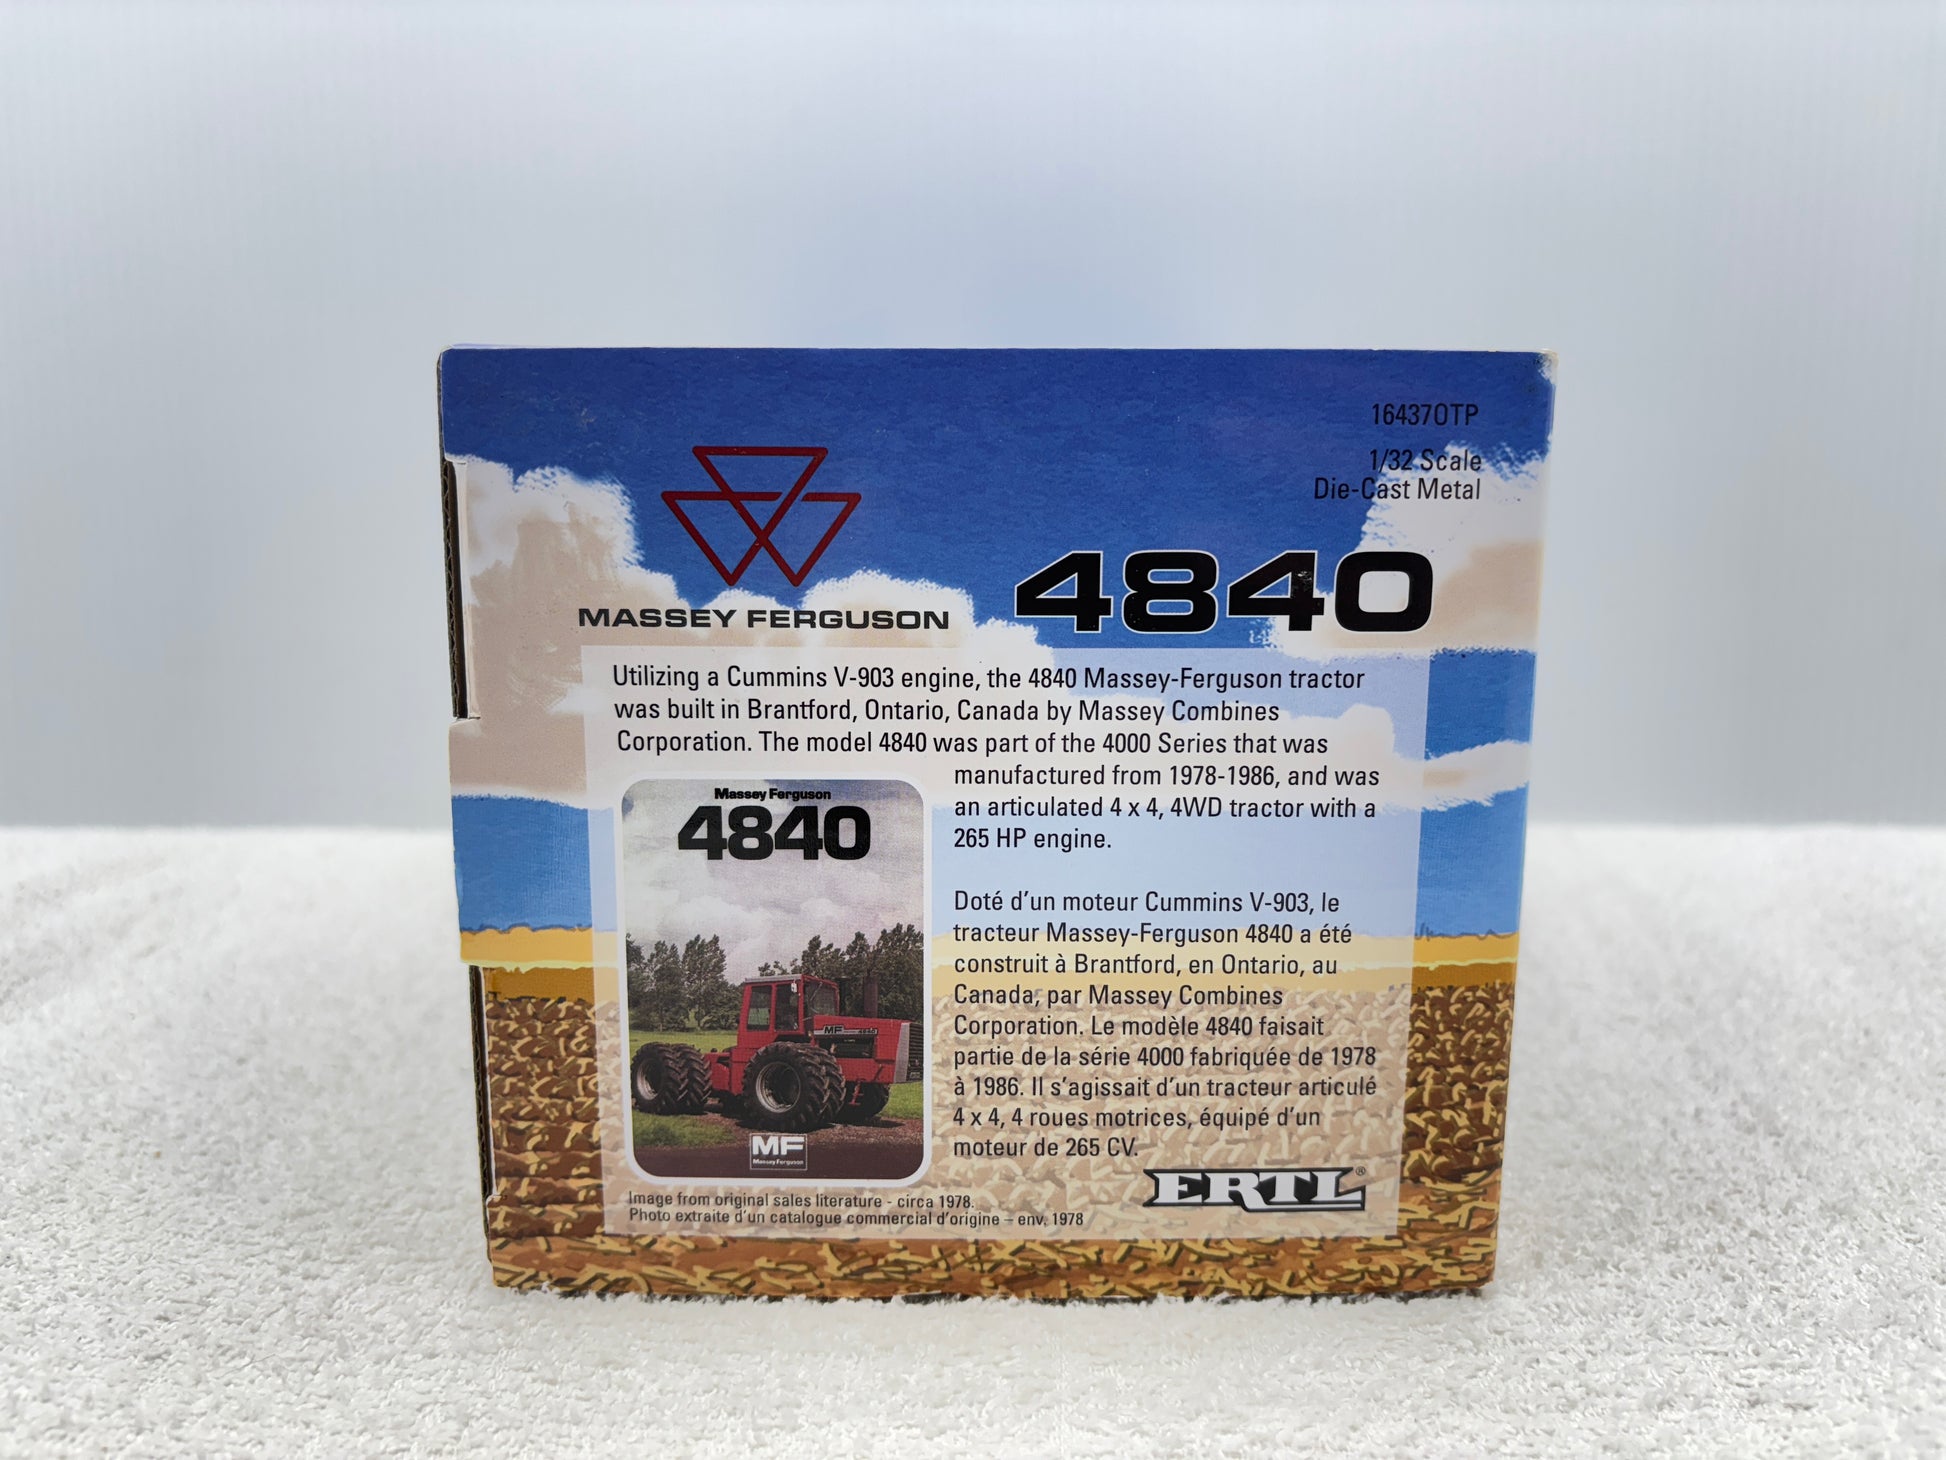 16437OTP
1/32 Scale
Die-Cast Metal
MASSEY FERGUSON
4840
Utilizing a Cummins V-903 engine, the 4840 Massey-Ferguson tractor
was built in Brantford, Ontario, Canada by Massey Combines
Corporation. The model 4840 was part of the 4000 Series that was
manufactured from 1978-1986, and was
an articulated 4 x 4, 4WD tractor with a
265 HP engine.
Massey Ferguson
4840
MF 4840
MF
Massey Ferguson
Doté d'un moteur Cummins V-903, le
tracteur Massey-Ferguson 4840 a été
construit à Brantford, en Ontario, au
Canada, par Massey Combines
Corporation. Le modèle 4840 faisait
partie de la série 4000 fabriquée de 1978
à 1986. Il s'agissait d'un tracteur articulé
4 x 4, 4 roues motrices, équipé d'un
moteur de 265 CV.
ERTL®
Image from original sales literature - circa 1978.
Photo extraite d'un catalogue commercial d'origine – env. 1978